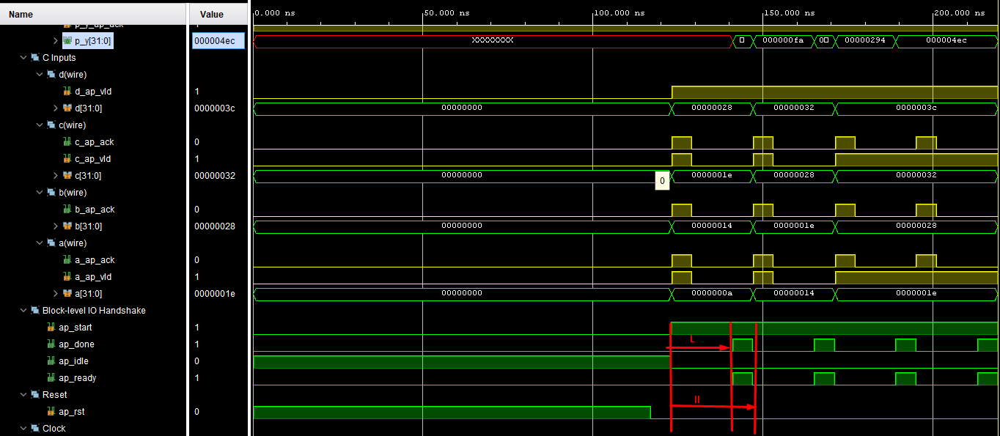 Name Value 0.000 ns 50.000 ns 100.000 ns 150.000 ns 200.000 ns
p_y_ap_ack
p_y[31:0] 000004ec XXXXXXXX 000000fa 00000294 000004ec
C Inputs
d(wire)
d_ap_vld 1
d[31:0] 0000003c 00000000 00000028 00000032 0000003c
c(wire)
c_ap_ack 0
c_ap_vld 1
c[31:0] 00000032 00000000 0 0000001e 00000028 00000032
b(wire)
b_ap_ack 0
b[31:0] 00000028 00000000 00000014 0000001e 00000028
a(wire)
a_ap_ack 0
a_ap_vld 1
a[31:0] 0000001e 00000000 0000000a 00000014 0000001e
Block-level IO Handshake
ap_start 1
ap_done 1 L
ap_idle 0
ap_ready 1
Reset II
ap_rst 0
Clock